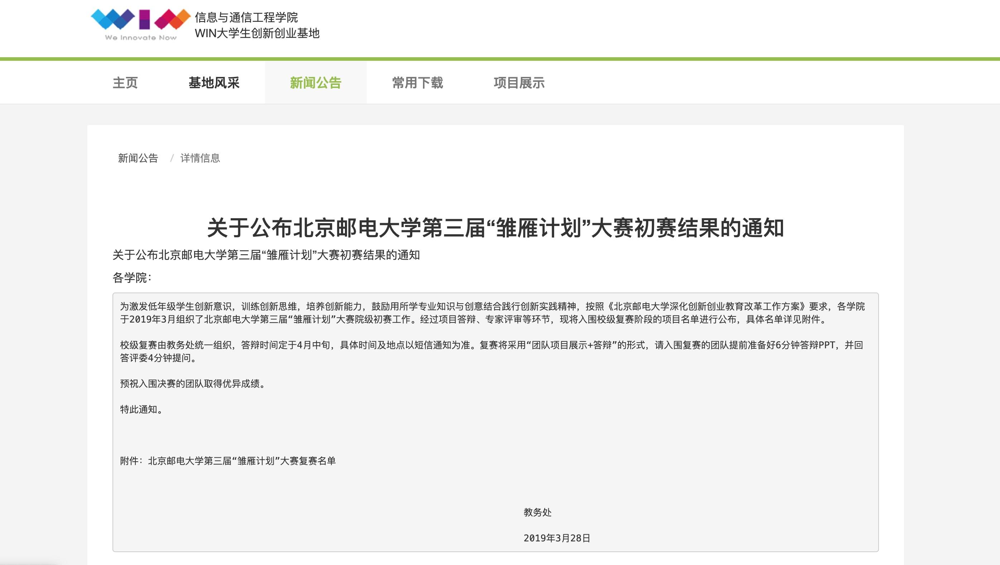 WIN
We Innovate Now
信息与通信工程学院
WIN大学生创新创业基地
主页
基地风采
新闻公告
常用下载
项目展示
新闻公告 / 详情信息
关于公布北京邮电大学第三届“雏雁计划”大赛初赛结果的通知
关于公布北京邮电大学第三届“雏雁计划”大赛初赛结果的通知
各学院：
为激发低年级学生创新意识，训练创新思维，培养创新能力，鼓励用所学专业知识与创意结合践行创新实践精神，按照《北京邮电大学深化创新创业教育改革工作方案》要求，各学院
于2019年3月组织了北京邮电大学第三届“雏雁计划”大赛院级初赛工作。经过项目答辩、专家评审等环节，现将入围校级复赛阶段的项目名单进行公布，具体名单详见附件。
校级复赛由教务处统一组织，答辩时间定于4月中旬，具体时间及地点以短信通知为准。复赛将采用“团队项目展示+答辩”的形式，请入围复赛的团队提前准备好6分钟答辩PPT，并回
答评委4分钟提问。
预祝入围决赛的团队取得优异成绩。
特此通知。
附件：北京邮电大学第三届“雏雁计划”大赛复赛名单
教务处
2019年3月28日